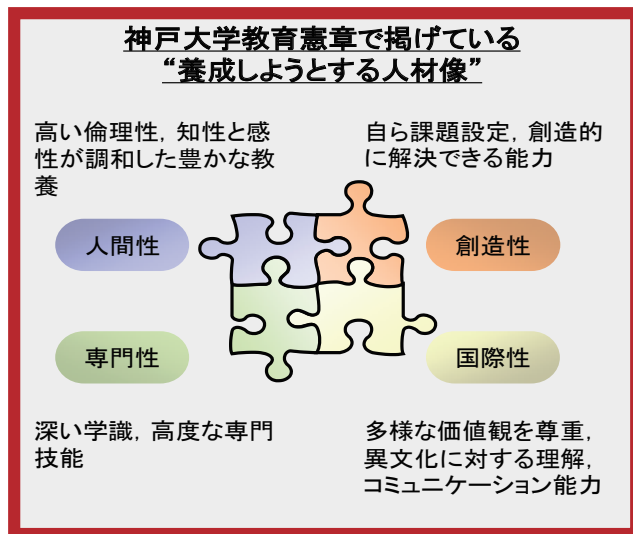 神戸大学教育憲章で掲げている
“養成しようとする人材像”
高い倫理性，知性と感
性が調和した豊かな教
養
自ら課題設定，創造的
に解決できる能力
人間性
創造性
専門性
国際性
深い学識，高度な専門
技能
多様な価値観を尊重，
異文化に対する理解，
コミュニケーション能力